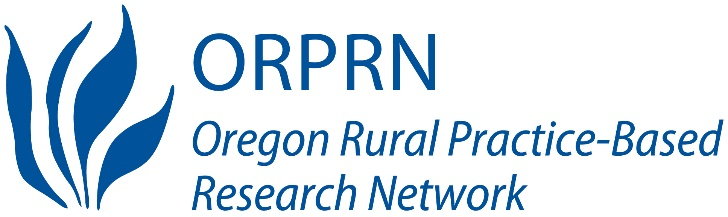 ORPRN
Oregon Rural Practice-Based
Research Network